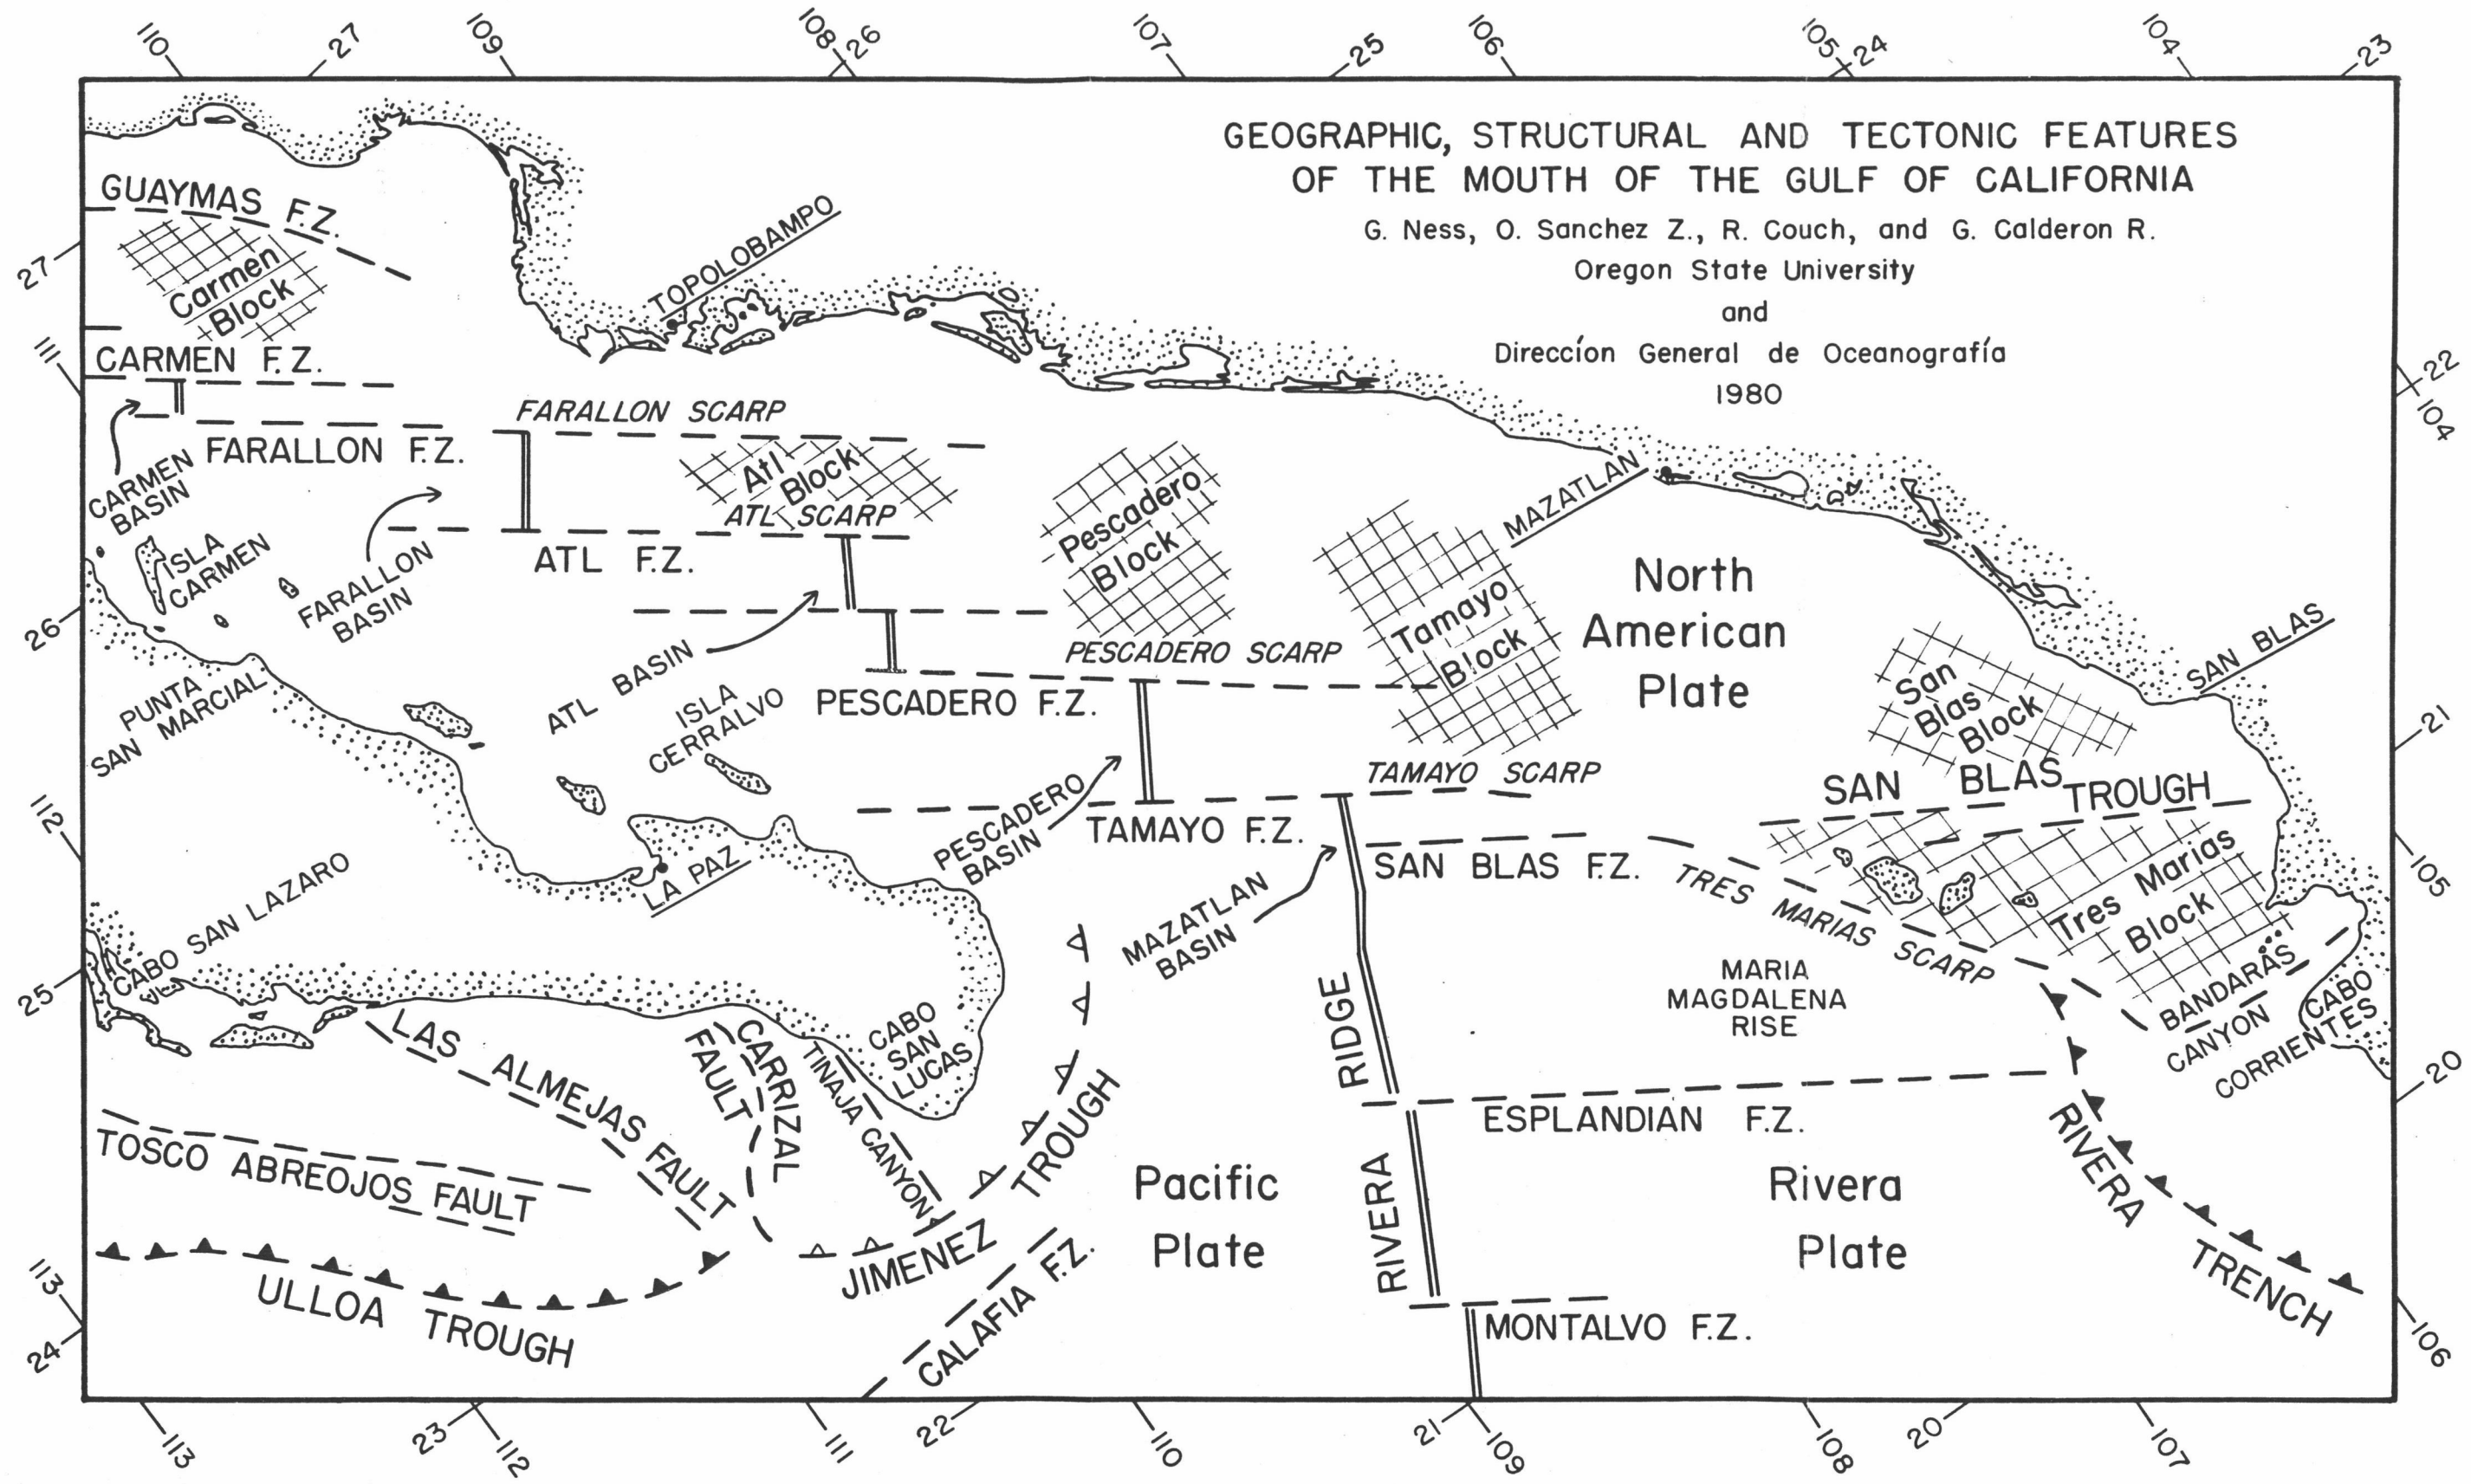 110
27
109
108
26
107
25
106
105
24
104
23
GEOGRAPHIC, STRUCTURAL AND TECTONIC FEATURES
OF THE MOUTH OF THE GULF OF CALIFORNIA
G. Ness, O. Sanchez Z., R. Couch, and G. Calderon R.
Oregon State University
and
Direccíon General de Oceanografía
1980
GUAYMAS F.Z.
27
Carmen
Block
TOPOLOBAMPO
111
CARMEN F.Z.
22
104
FARALLON SCARP
FARALLON F.Z.
CARMEN
BASIN
Atl
Block
ATL SCARP
Pescadero
Block
MAZATLAN
ATL F.Z.
ISLA
CARMEN
FARALLON
BASIN
26
North
American
Plate
Tamayo
Block
PESCADERO SCARP
SAN BLAS
San
Blas
Block
PUNTA
SAN MARCIAL
ATL BASIN
ISLA
CERRALVO
PESCADERO F.Z.
21
TAMAYO SCARP
SAN BLAS TROUGH
112
PESCADERO
BASIN
TAMAYO F.Z.
SAN BLAS F.Z.
TRES MARIAS SCARP
Tres Marias
Block
105
LA PAZ
CABO SAN LAZARO
MAZATLAN
BASIN
25
MARIA
MAGDALENA
RISE
BANDARAS
CANYON
CABO
CORRIENTES
20
LAS ALMEJAS FAULT
CARRIZAL
FAULT
TINAJA CANYON
CABO
SAN
LUCAS
RIVERA RIDGE
ESPLANDIAN F.Z.
TOSCO ABREOJOS FAULT
JIMENEZ TROUGH
Pacific
Plate
Rivera
Plate
RIVERA TRENCH
113
ULLOA TROUGH
CALAFIA F.Z.
MONTALVO F.Z.
24
106
113
23
112
111
22
110
21
109
108
20
107